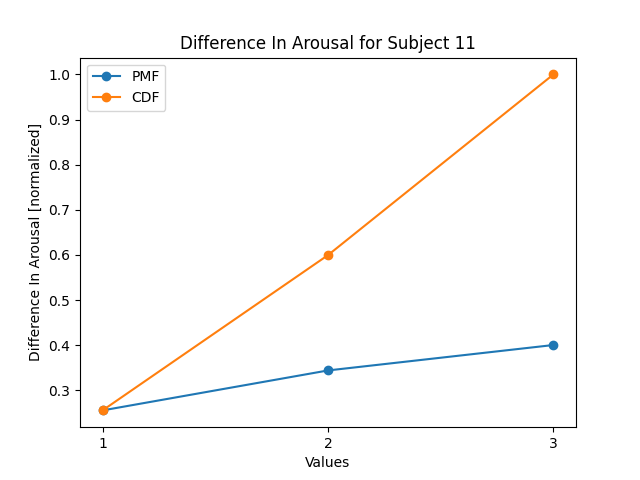 Difference In Arousal for Subject 11
PMF
CDF
Difference In Arousal [normalized]
1.0
0.9
0.8
0.7
0.6
0.5
0.4
0.3
1 2 3
Values